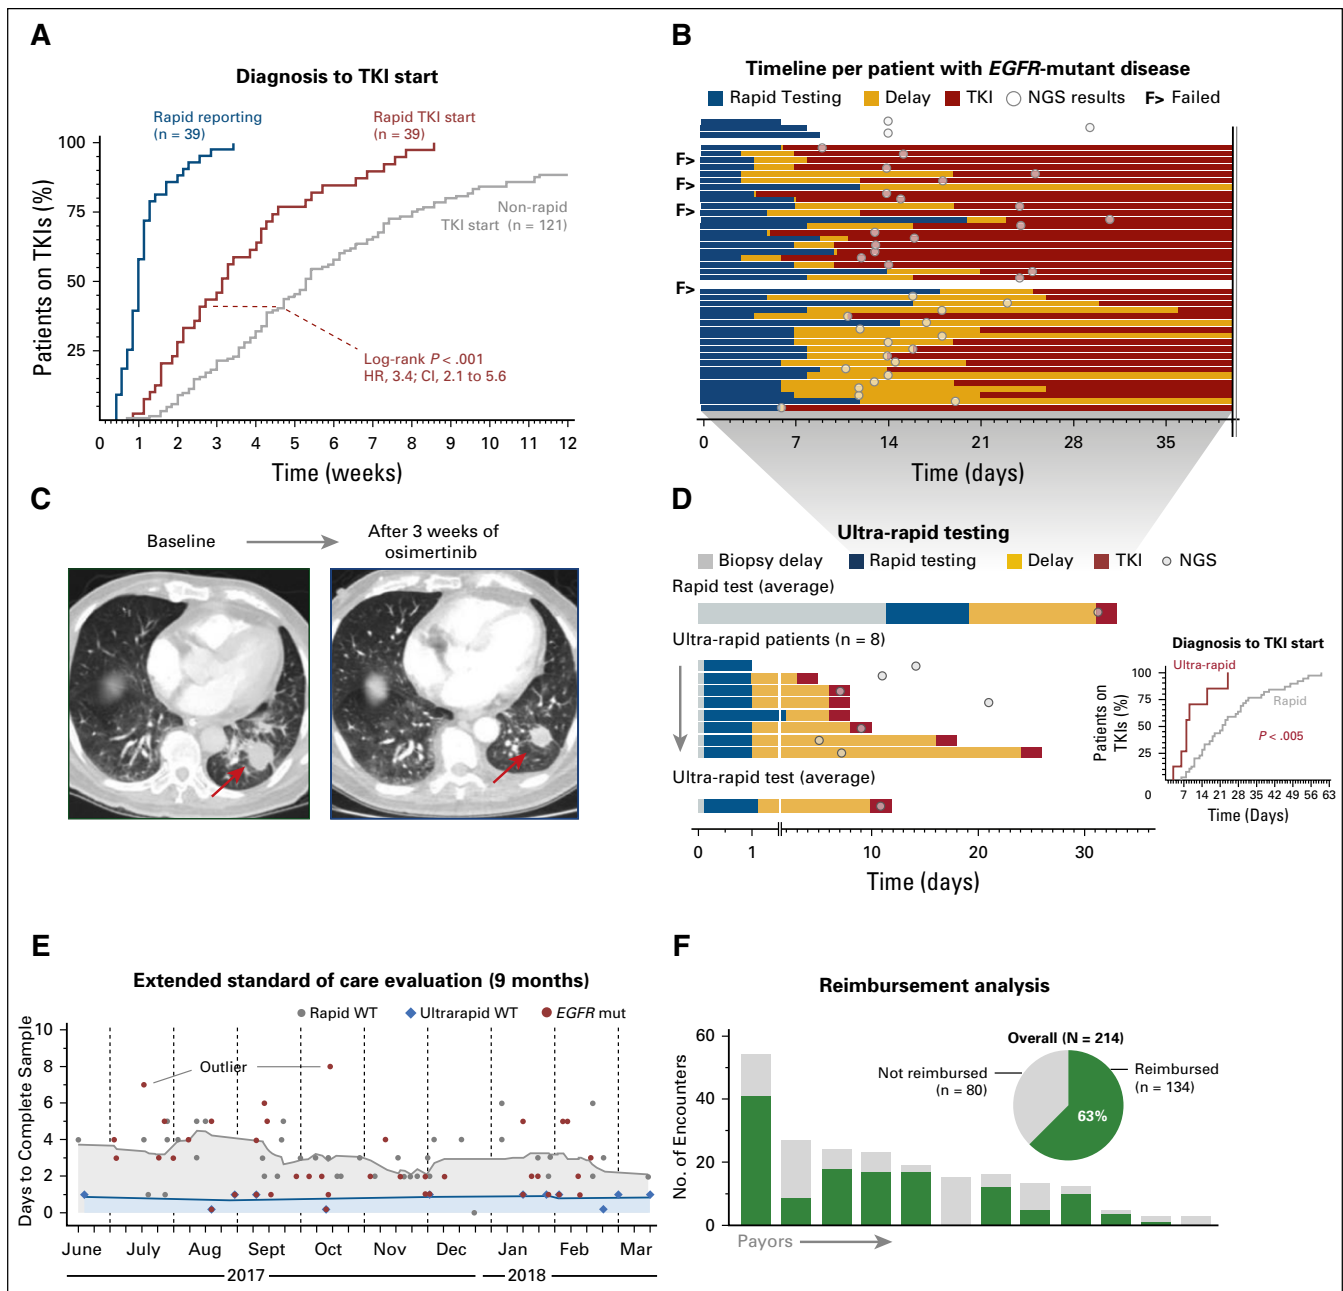 A
Diagnosis to TKI start
Rapid reporting
(n = 39)
Rapid TKI start
(n = 39)
Non-rapid
TKI start (n = 121)
Log-rank P < .001
HR, 3.4; CI, 2.1 to 5.6
Patients on TKIs (%)
100
75
50
25
0 1 2 3 4 5 6 7 8 9 10 11 12
Time (weeks)
B
Timeline per patient with EGFR-mutant disease
Rapid Testing Delay TKI NGS results F> Failed
F>
F>
F>
F>
0 7 14 21 28 35
Time (days)
C
Baseline
After 3 weeks of
osimertinib
D
Ultra-rapid testing
Biopsy delay Rapid testing Delay TKI NGS
Rapid test (average)
Ultra-rapid patients (n = 8)
Ultra-rapid test (average)
0 1 10 20 30
Time (days)
Diagnosis to TKI start
Ultra-rapid
Rapid
P < .005
Patients on
TKIs (%)
100
75
50
25
0 7 14 21 28 35 42 49 56 63
Time (Days)
E
Extended standard of care evaluation (9 months)
Rapid WT Ultrarapid WT EGFR mut
Outlier
Days to Complete Sample
10
8
6
4
2
0
June July Aug Sept Oct Nov Dec Jan Feb Mar
2017 2018
F
Reimbursement analysis
Overall (N = 214)
Not reimbursed
(n = 80)
Reimbursed
(n = 134)
63%
No. of Encounters
60
40
20
0
Payors